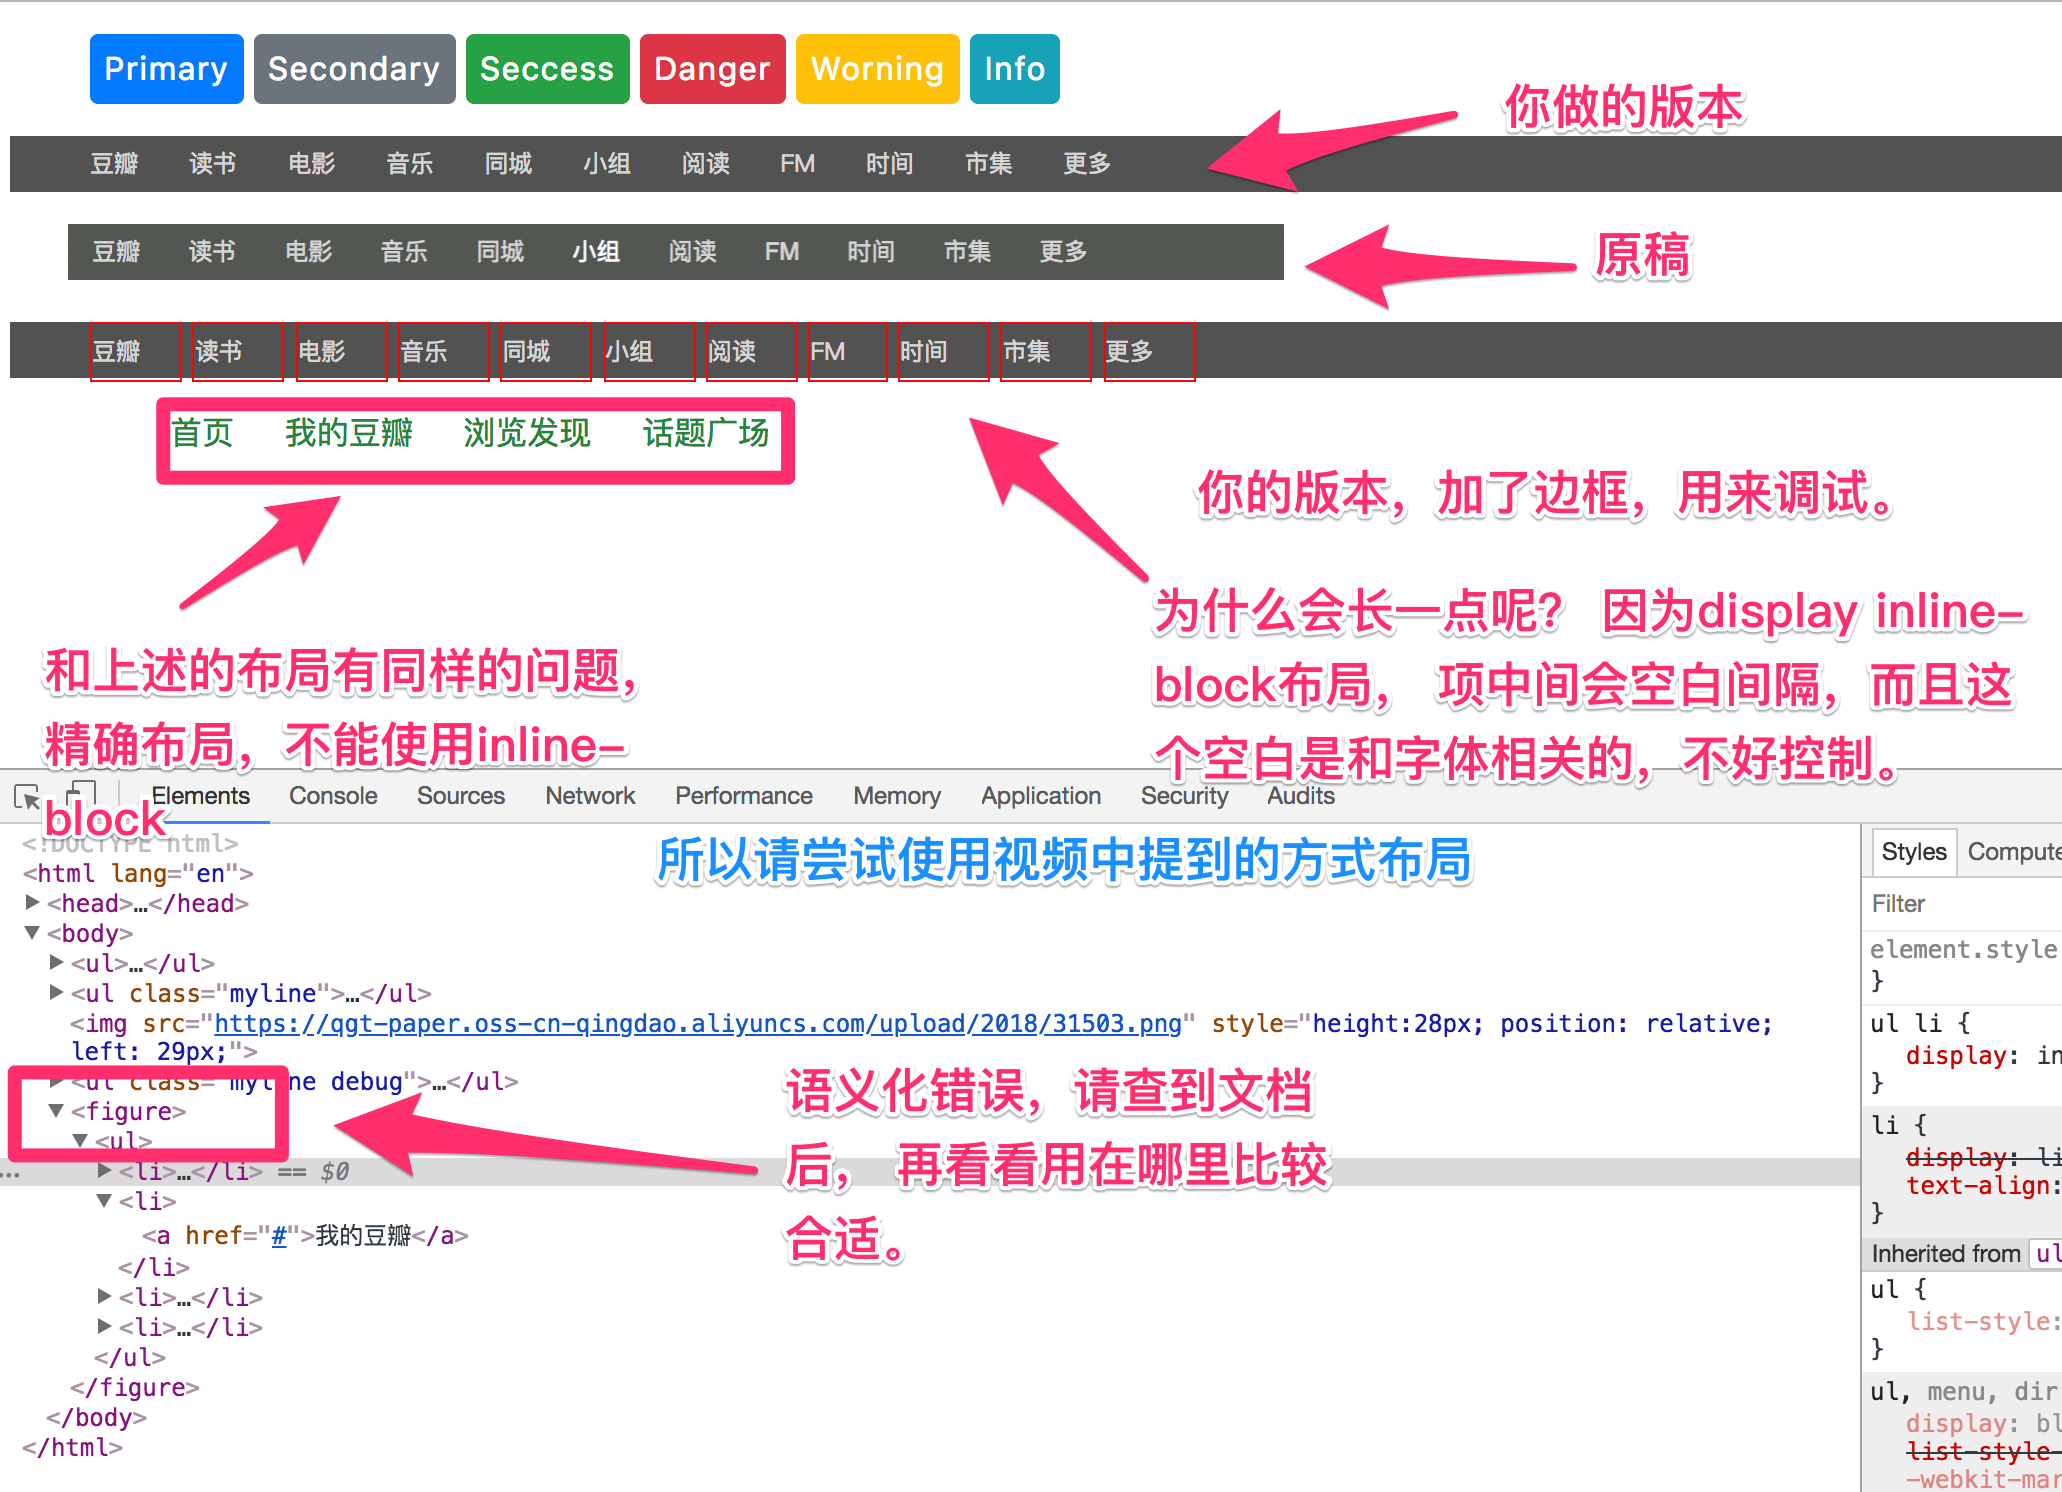 Primary Secondary Seccess Danger Worning Info
你做的版本
豆瓣 读书 电影 音乐 同城 小组 阅读 FM 时间 市集 更多
豆瓣 读书 电影 音乐 同城 小组 阅读 FM 时间 市集 更多
原稿
豆瓣 读书 电影 音乐 同城 小组 阅读 FM 时间 市集 更多
首页 我的豆瓣 浏览发现 话题广场
你的版本，加了边框，用来调试。
为什么会长一点呢？ 因为display inline-
block布局， 项中间会空白间隔，而且这
个空白是和字体相关的，不好控制。
和上述的布局有同样的问题，
精确布局，不能使用inline-
block
Elements Console Sources Network Performance Memory Application Security Audits
所以请尝试使用视频中提到的方式布局
<!DOCTYPE html>
<html lang="en">
<head>…</head>
<body>
<ul>…</ul>
<ul class="myline">…</ul>
<img src="https://qgt-paper.oss-cn-qingdao.aliyuncs.com/upload/2018/31503.png" style="height:28px; position: relative;
left: 29px;">
<ul class="myline debug">…</ul>
<figure>
<ul>
<li>…</li> == $0
<li>
<a href="#">我的豆瓣</a>
</li>
<li>…</li>
<li>…</li>
</ul>
</figure>
</body>
</html>
语义化错误，请查到文档
后， 再看看用在哪里比较
合适。
Styles Compute
Filter
element.style
}
ul li {
display: in
}
li {
display: li
text-align:
}
Inherited from ul
ul {
list-style:
}
ul, menu, dir
display: bl
list-style-
-webkit-mar